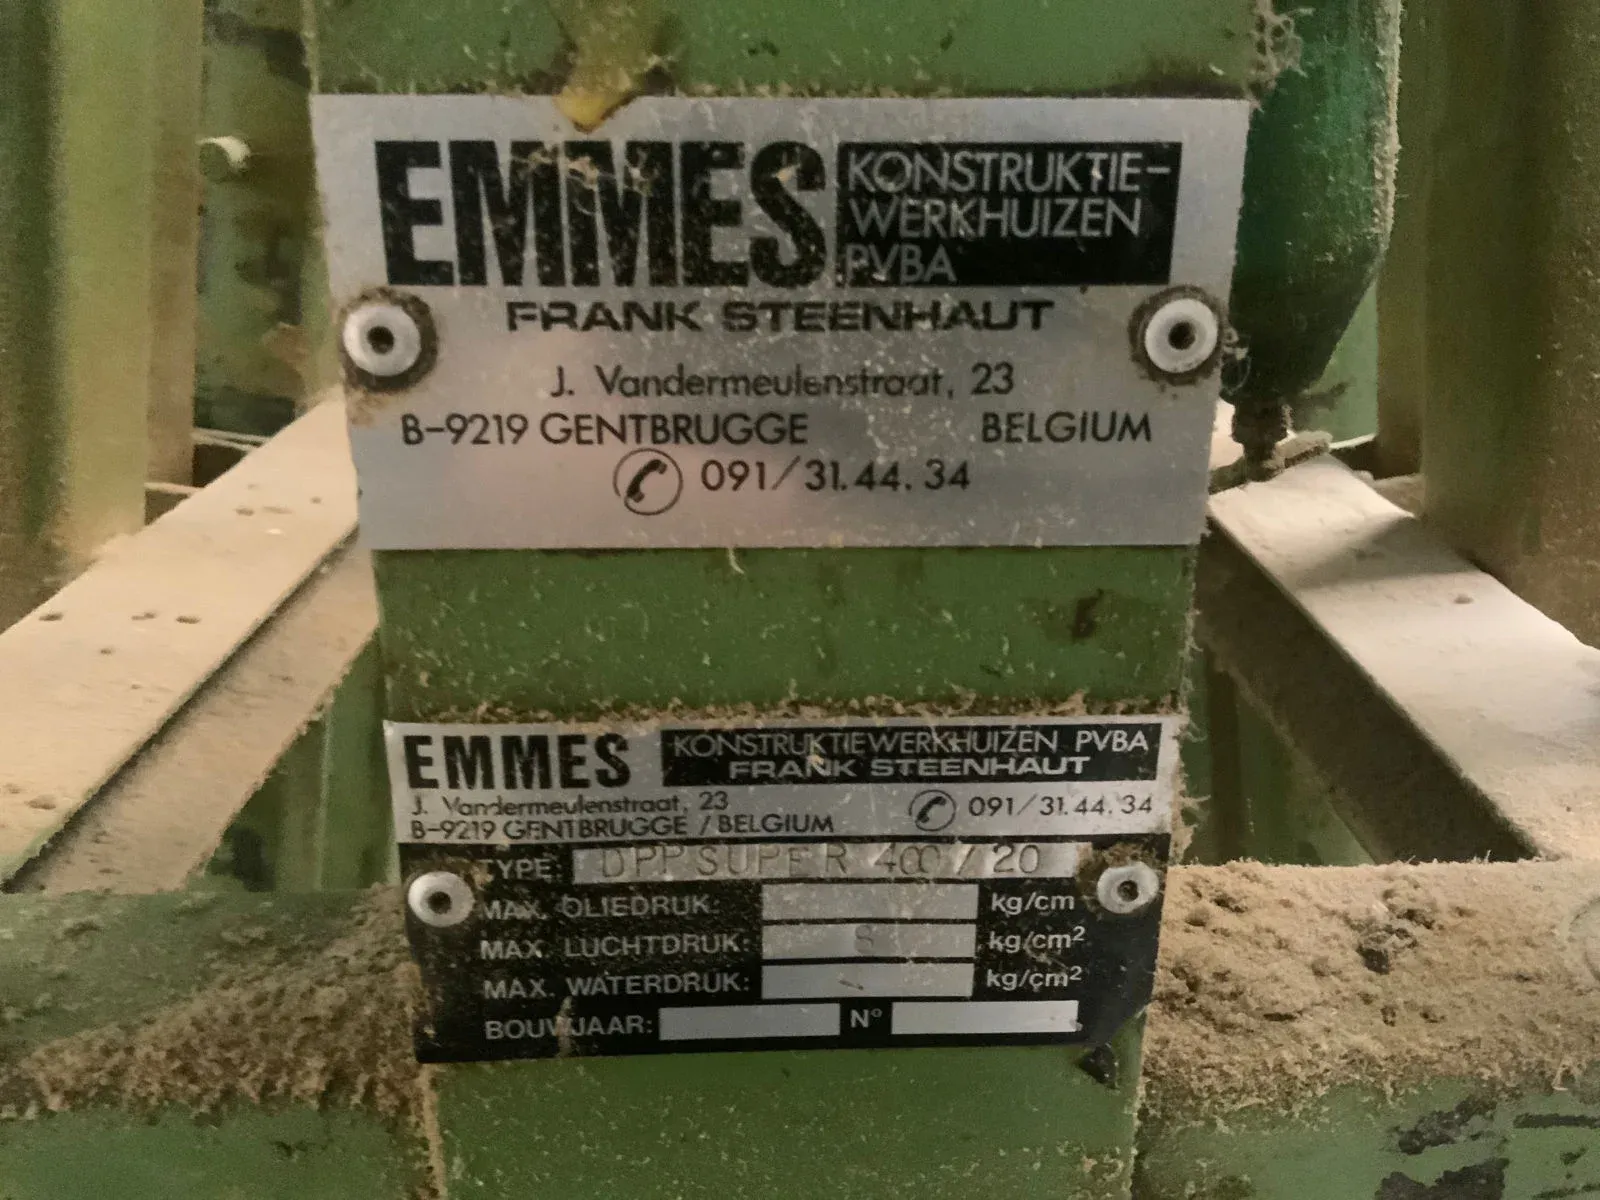 EMMES KONSTRUKTIE-
WERKHUIZEN
PVBA
FRANK STEENHAUT
J. Vandermeulenstraat, 23
B-9219 GENTBRUGGE BELGIUM
091/31.44.34
EMMES KONSTRUKTIEWERKHUIZEN PVBA
FRANK STEENHAUT
J. Vandermeulenstraat, 23
B-9219 GENTBRUGGE / BELGIUM 091/31.44.34
TYPE: DPP SUPER 400/20
MAX. OLIEDRUK: kg/cm
MAX. LUCHTDRUK: kg/cm²
MAX. WATERDRUK: kg/cm²
BOUWJAAR: N°